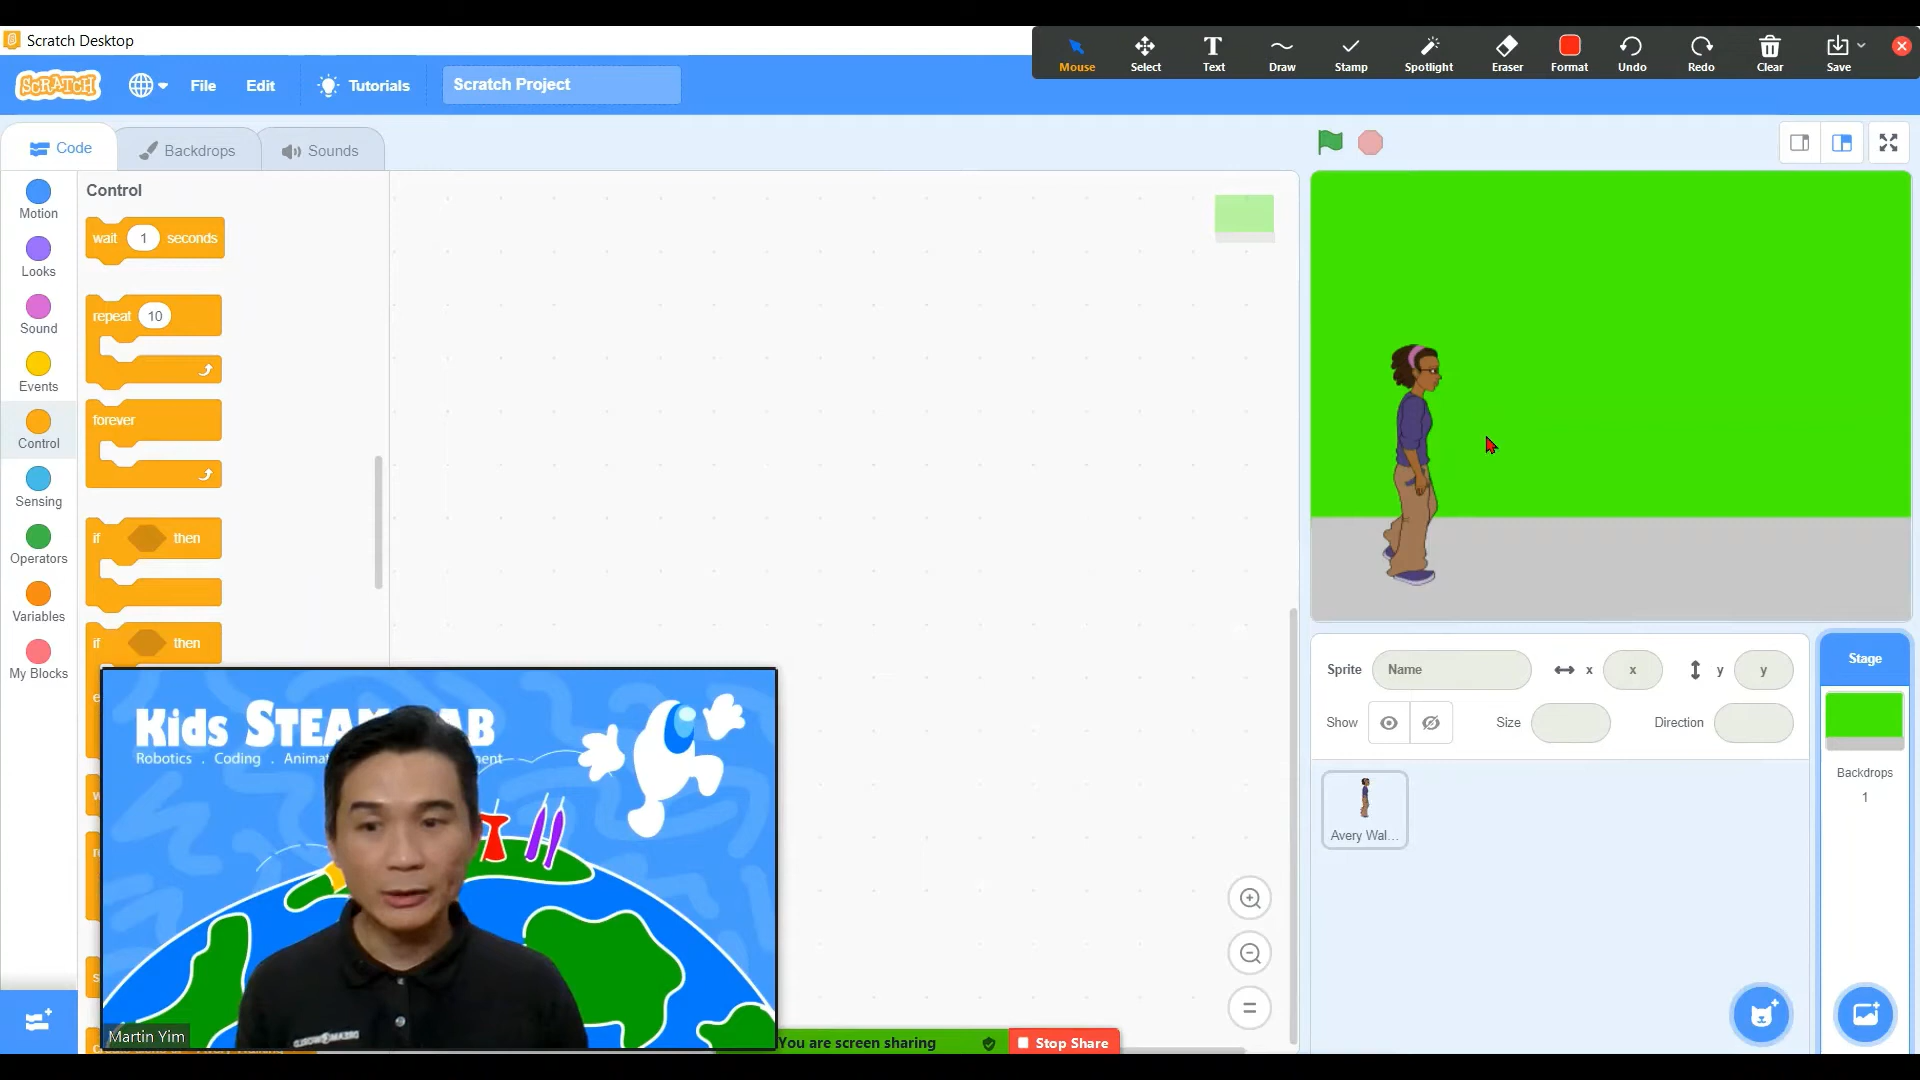 Scratch Desktop
Mouse
Select
Text
Draw
Stamp
Spotlight
Eraser
Format
Undo
Redo
Clear
Save
SCRATCH
File
Edit
Tutorials
Scratch Project
Code
Backdrops
Sounds
Motion
Looks
Sound
Events
Control
Sensing
Operators
Variables
My Blocks
Control
wait 1 seconds
repeat 10
forever
if then
if then
Kids
Robotics . Coding .
Martin Yim
You are screen sharing
Stop Share
Sprite
Name
x
x
y
y
Show
Size
Direction
Avery Wal...
Stage
Backdrops
1